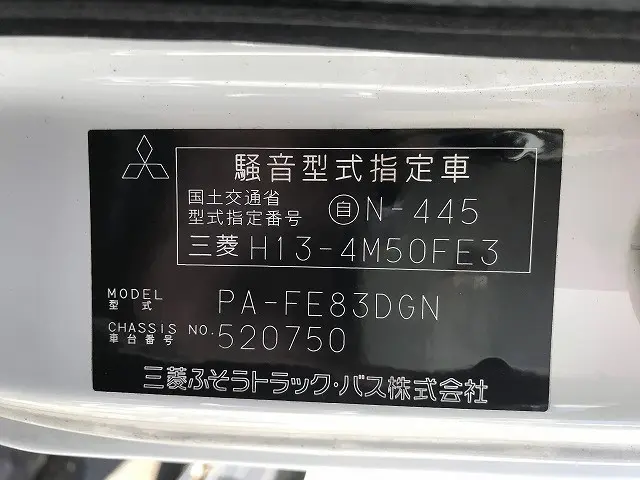 騒音型式指定車
国土交通省
型式指定番号 自 N-445
三菱 H13-4M50FE3
MODEL
型式 PA-FE83DGN
CHASSIS NO.
車台番号 520750
三菱ふそうトラック・バス株式会社